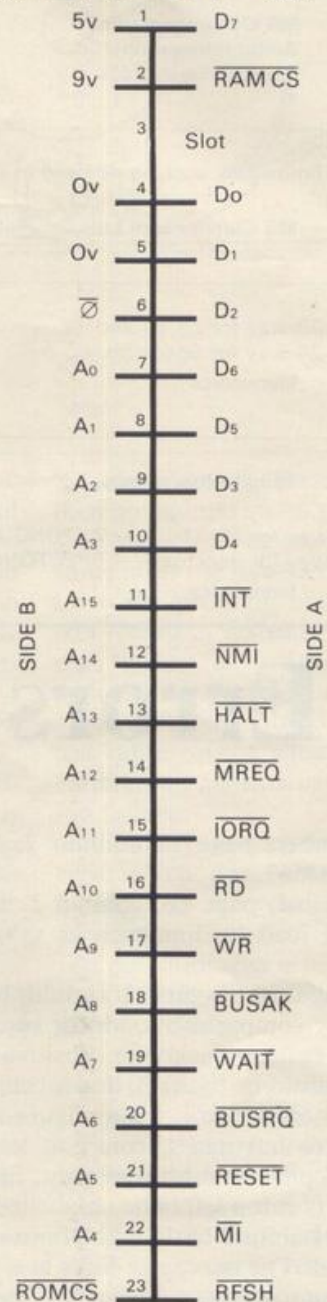 5v 1 D7
9v 2 RAM CS
3 Slot
0v 4 Do
0v 5 D1
∅ 6 D2
A0 7 D6
A1 8 D5
A2 9 D3
A3 10 D4
A15 11 INT
A14 12 NMI
A13 13 HALT
A12 14 MREQ
A11 15 IORQ
A10 16 RD
A9 17 WR
A8 18 BUSAK
A7 19 WAIT
A6 20 BUSRQ
A5 21 RESET
A4 22 MI
ROMCS 23 RFSH
SIDE B
SIDE A